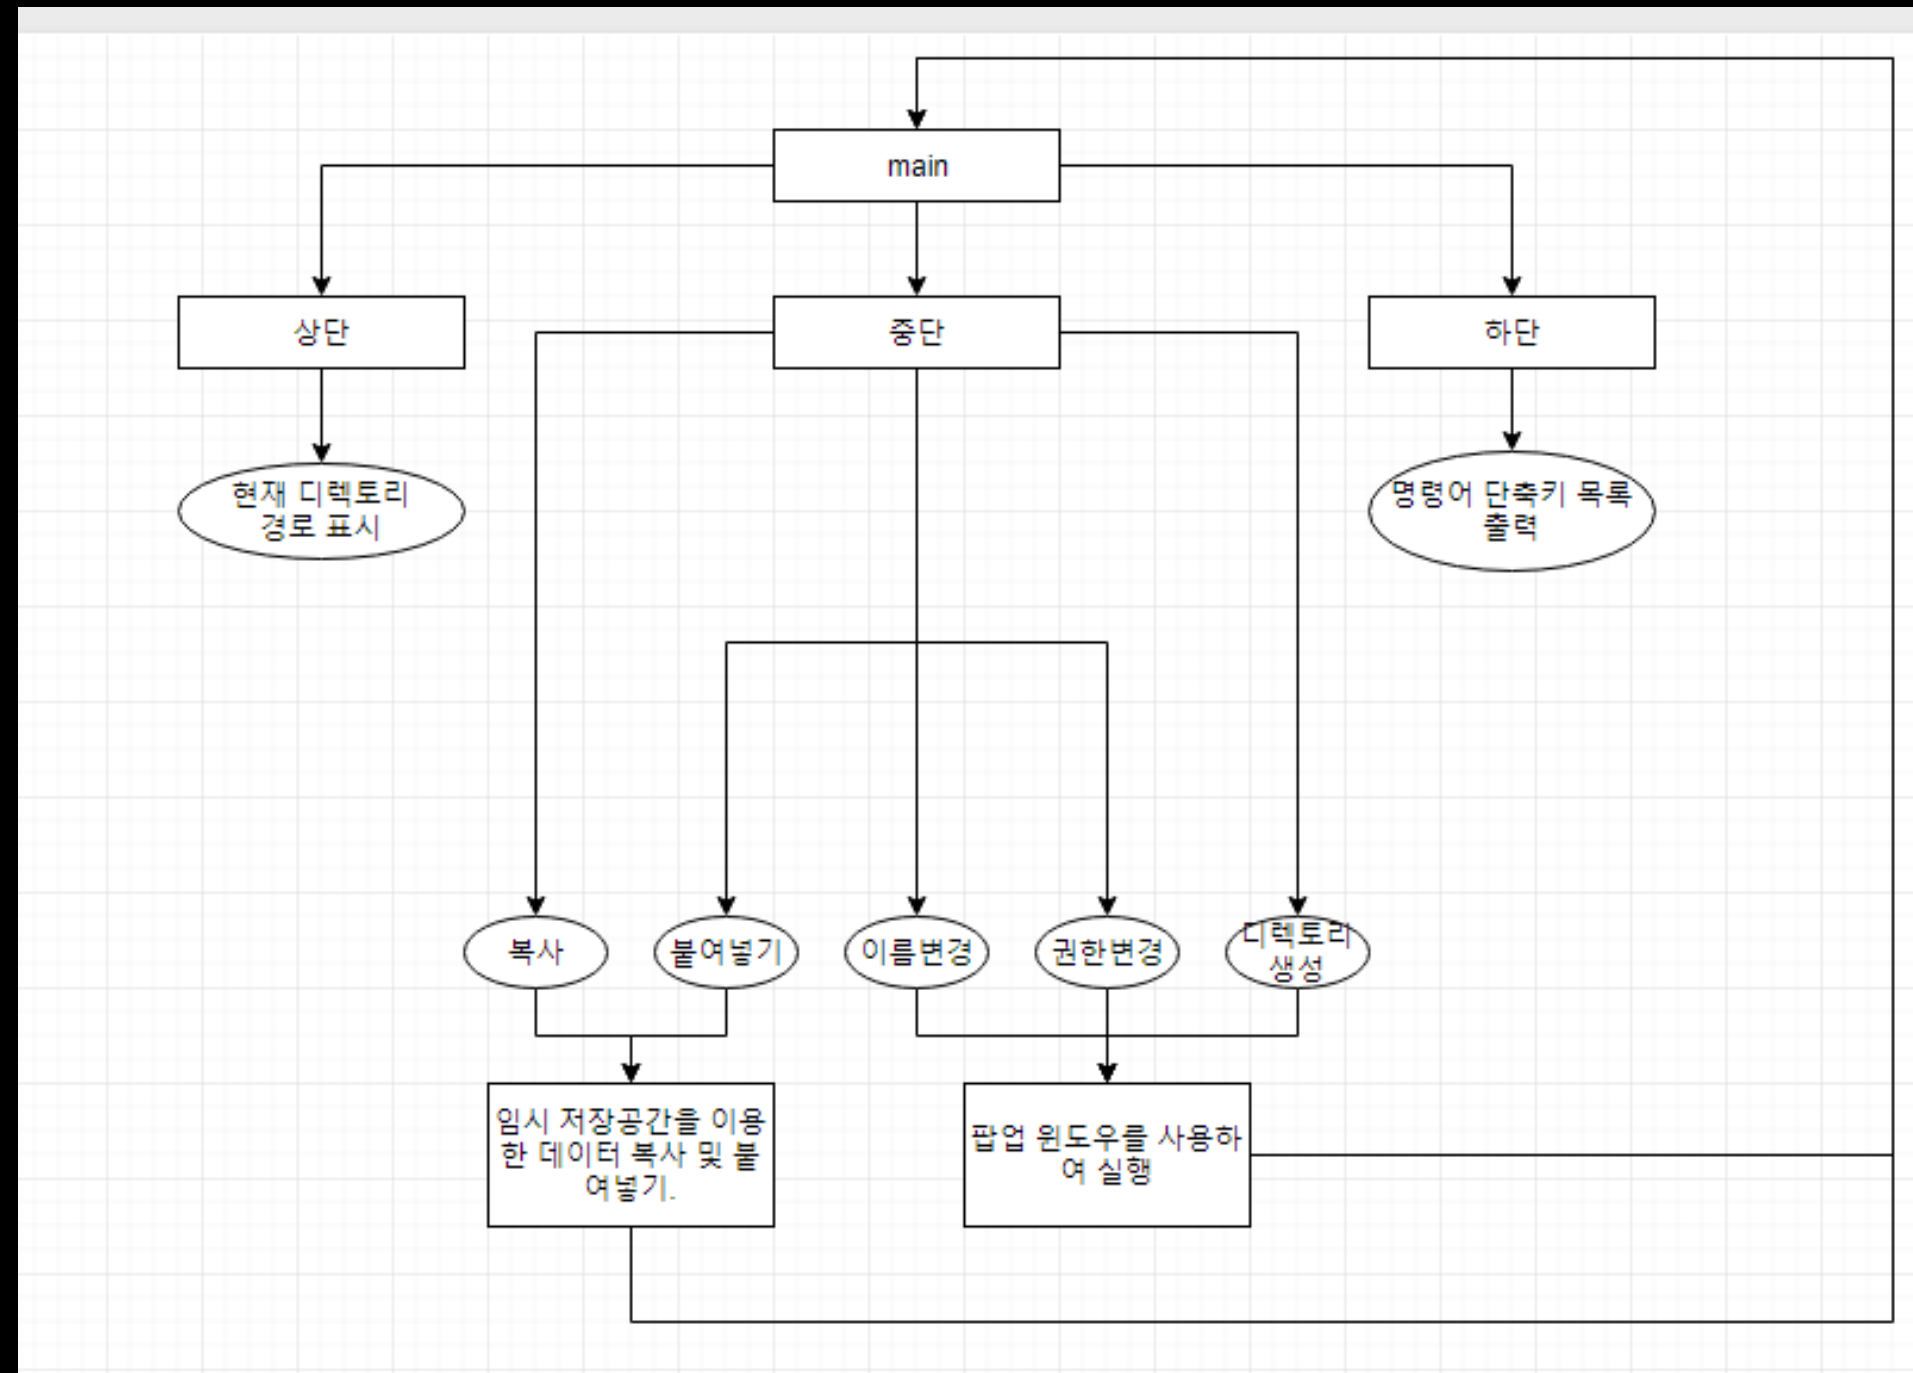 main
상단
중단
하단
현재 디렉토리
경로 표시
명령어 단축키 목록
출력
복사
붙여넣기
이름변경
권한변경
디렉토리
생성
임시 저장공간을 이용
한 데이터 복사 및 붙
여넣기.
팝업 윈도우를 사용하
여 실행